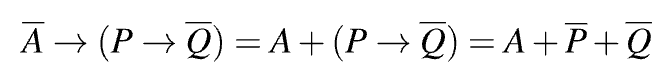 A̅ → (P → Q̅) = A + (P → Q̅) = A + P̅ + Q̅